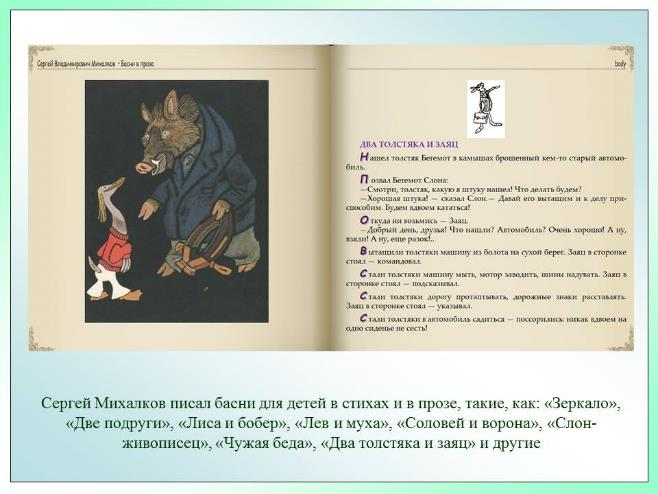 Сергей Владимирович Михалков - Басни в прозе
body
ДВА ТОЛСТЯКА И ЗАЯЦ
Нашел толстяк Бегемот в камышах брошенный кем-то старый автомо-
биль.
Позвал Бегемот Слона:
—Смотри, толстяк, какую я штуку нашел! Что делать будем?
—Хорошая штука! — сказал Слон.— Давай его вытащим и к делу при-
способим. Будем вдвоем кататься!
Откуда ни возьмись — Заяц.
—Добрый день, друзья! Что нашли? Автомобиль? Очень хорошо! А ну,
взяли! А ну, еще разок!..
Вытащили толстяки машину из болота на сухой берег. Заяц в сторонке
стоял — командовал.
Стали толстяки машину мыть, мотор заводить, шины надувать. Заяц в
сторонке стоял — подсказывал.
Стали толстяки дорогу протаптывать, дорожные знаки расставлять.
Заяц в сторонке стоял — указывал.
Стали толстяки в автомобиль садиться — поссорились: никак вдвоем на
одно сиденье не сесть!
Сергей Михалков писал басни для детей в стихах и в прозе, такие, как: «Зеркало»,
«Две подруги», «Лиса и бобер», «Лев и муха», «Соловей и ворона», «Слон-
живописец», «Чужая беда», «Два толстяка и заяц» и другие